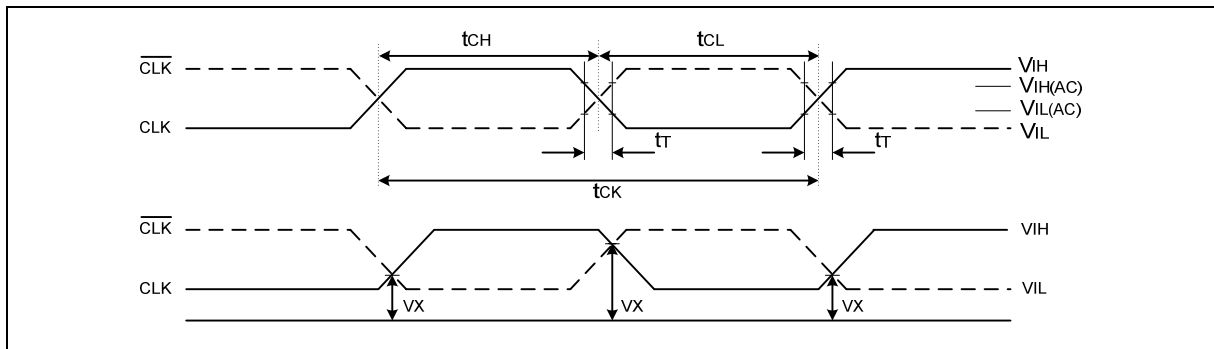 tCH tCL
CLK VIH
VIH(AC)
VIL(AC)
CLK VIL
tT tT
tCK
CLK VIH
CLK VIL
VX VX VX